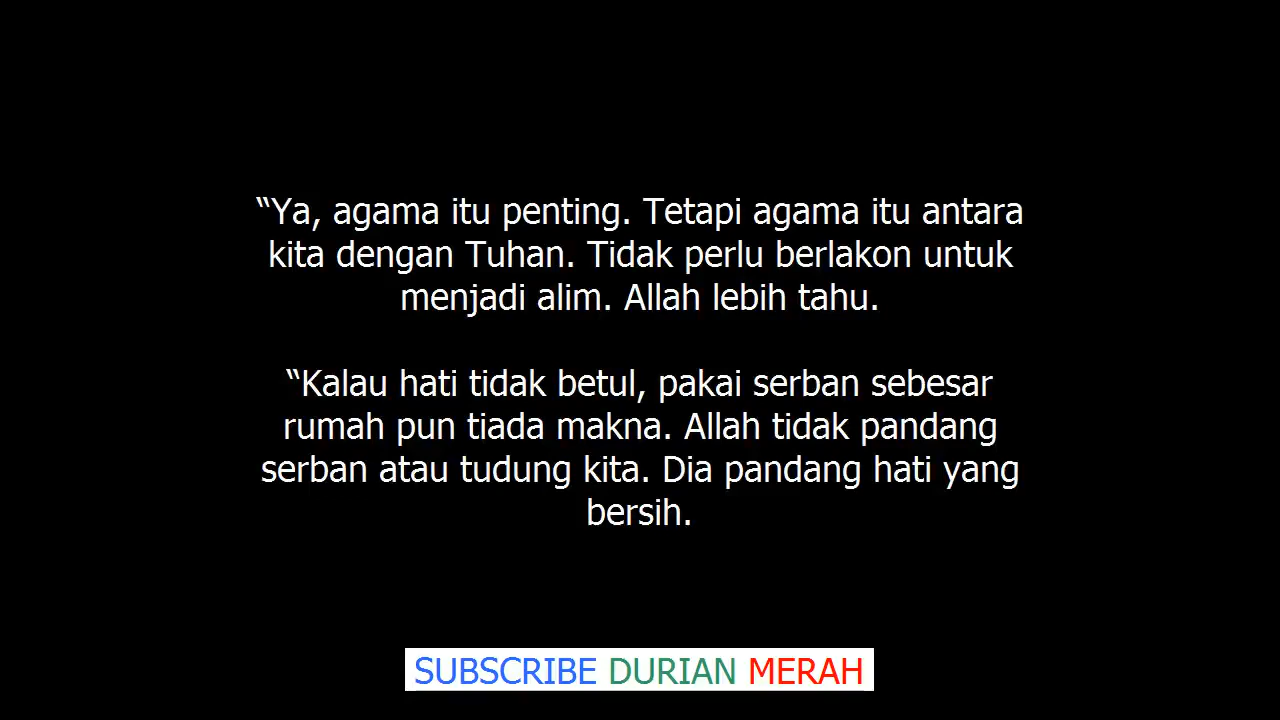 “Ya, agama itu penting. Tetapi agama itu antara
kita dengan Tuhan. Tidak perlu berlakon untuk
menjadi alim. Allah lebih tahu.
“Kalau hati tidak betul, pakai serban sebesar
rumah pun tiada makna. Allah tidak pandang
serban atau tudung kita. Dia pandang hati yang
bersih.
SUBSCRIBE DURIAN MERAH